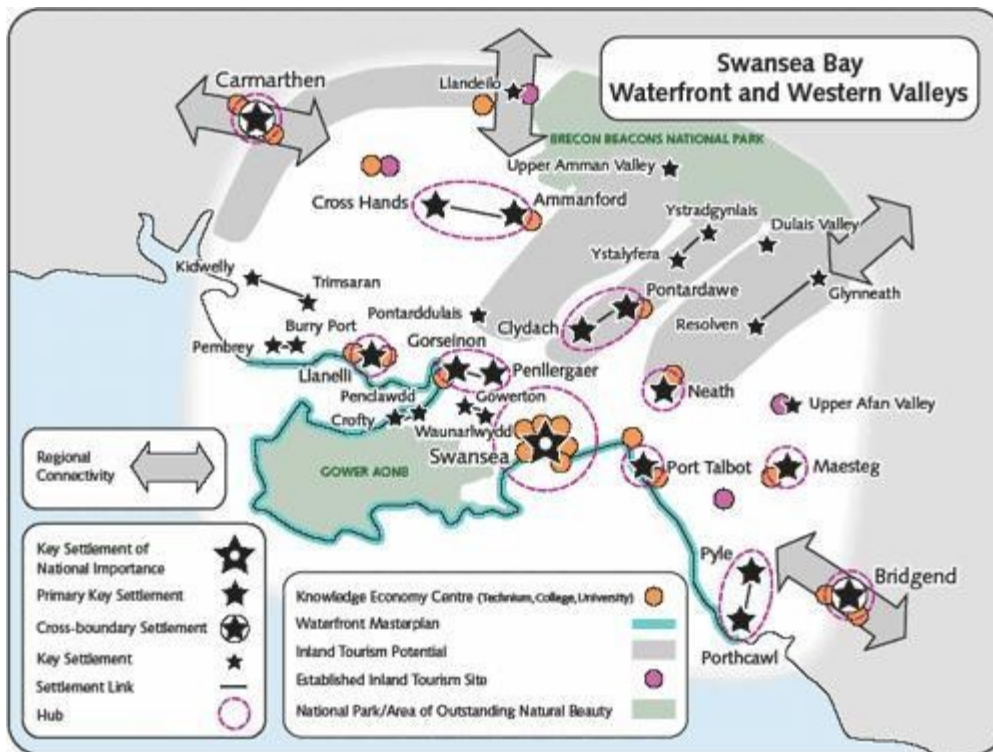 Swansea Bay
Waterfront and Western Valleys
Carmarthen
Llandeilo
BRECON BEACONS NATIONAL PARK
Upper Amman Valley
Cross Hands
Ammanford
Ystradgynlais
Dulais Valley
Ystalyfera
Kidwelly
Trimsaran
Pontardawe
Glynneath
Pontarddulais
Clydach
Resolven
Burry Port
Pembrey
Gorseinon
Llanelli
Penllergaer
Neath
Penclawdd
Gowerton
Crofty
Waunarlwydd
Upper Afan Valley
Swansea
GOWER AONB
Port Talbot
Maesteg
Pyle
Bridgend
Porthcawl
Regional
Connectivity
Key Settlement of
National Importance
Primary Key Settlement
Cross-boundary Settlement
Key Settlement
Settlement Link
Hub
Knowledge Economy Centre (Technium, College, University)
Waterfront Masterplan
Inland Tourism Potential
Established Inland Tourism Site
National Park/Area of Outstanding Natural Beauty